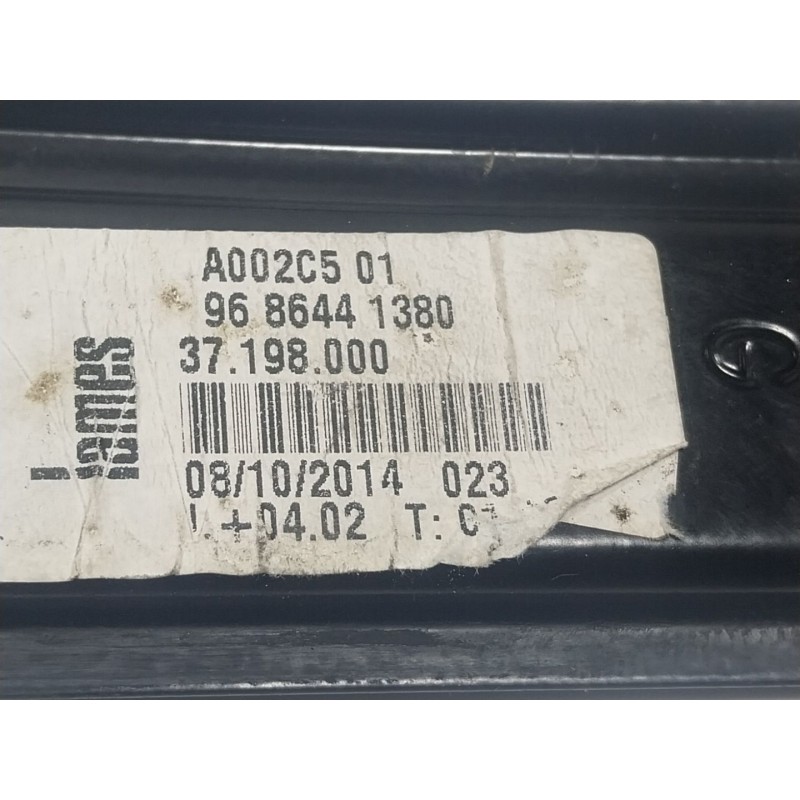 A002C5 01
96 8644 1380
37.198.000
lames
08/10/2014 023
+04.02 T:
G